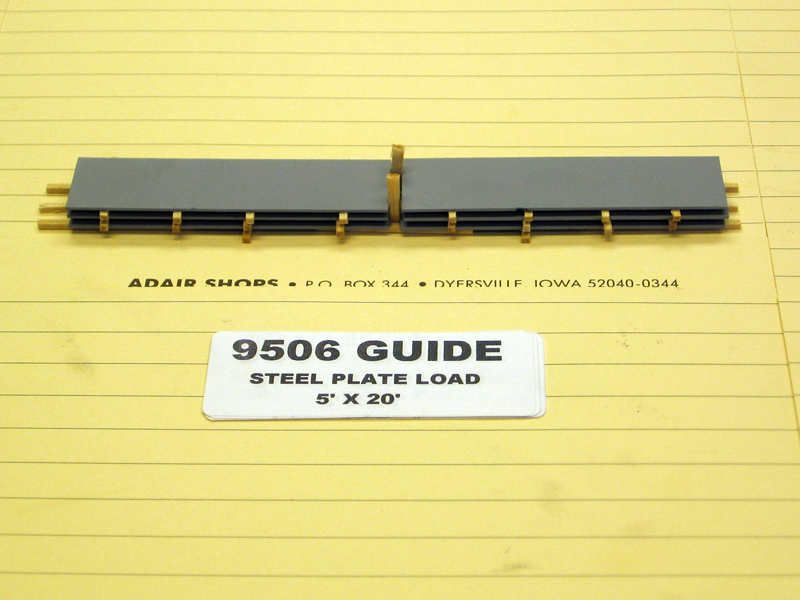 ADAIR SHOPS • P.O. BOX 344 • DYERSVILLE, IOWA 52040-0344
9506 GUIDE
STEEL PLATE LOAD
5' X 20'